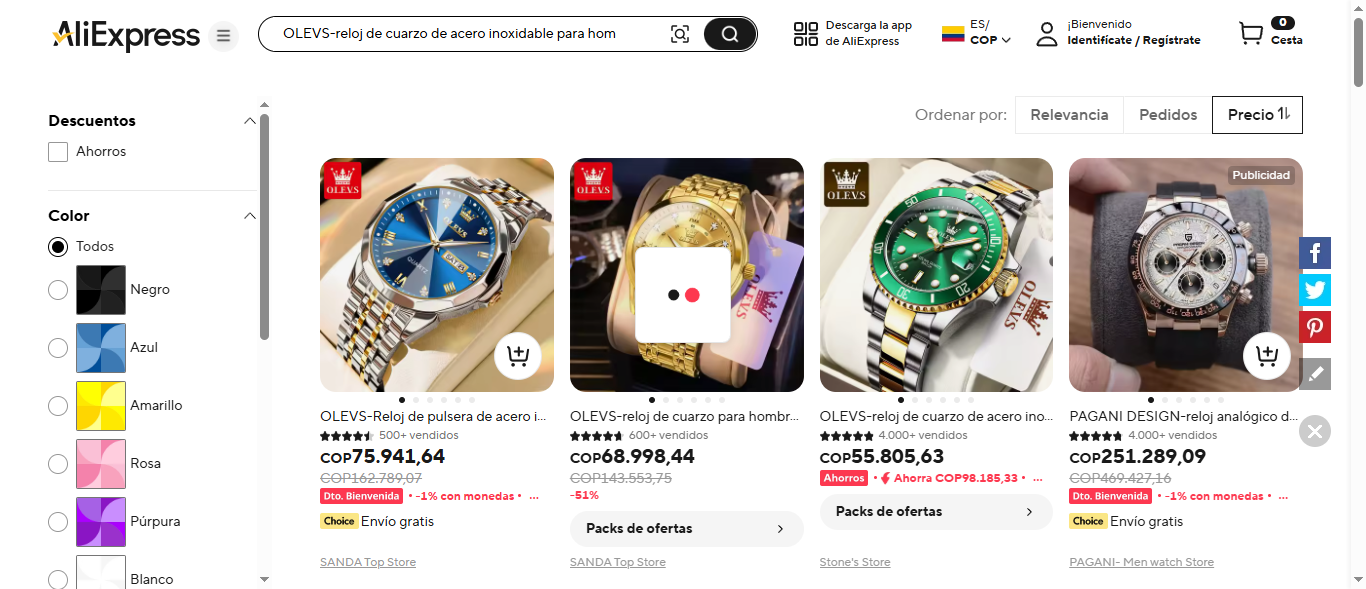 AliExpress
OLEVS-reloj de cuarzo de acero inoxidable para hom
Descarga la app
de AliExpress
ES/
COP
¡Bienvenido
Identifícate / Regístrate
0
Cesta
Descuentos
Ahorros
Color
Todos
Negro
Azul
Amarillo
Rosa
Púrpura
Blanco
Ordenar por:
Relevancia
Pedidos
Precio
OLEVS
OLEVS
QUARTZ
OLEVS-Reloj de pulsera de acero i...
500+ vendidos
COP75.941,64
COP162.789,07
Dto. Bienvenida
-1% con monedas
...
Choice
Envío gratis
SANDA Top Store
OLEVS
OLEVS
OLEVS-reloj de cuarzo para hombr...
600+ vendidos
COP68.998,44
COP143.553,75
-51%
Packs de ofertas
SANDA Top Store
OLEVS
OLEVS
OLEVS
OLEVS-reloj de cuarzo de acero ino...
4.000+ vendidos
COP55.805,63
Ahorros
Ahorra COP98.185,33
...
Packs de ofertas
Stone's Store
Publicidad
PAGANI DESIGN
PAGANI DESIGN-reloj analógico d...
4.000+ vendidos
COP251.289,09
COP469.427,16
Dto. Bienvenida
-1% con monedas
...
Choice
Envío gratis
PAGANI- Men watch Store